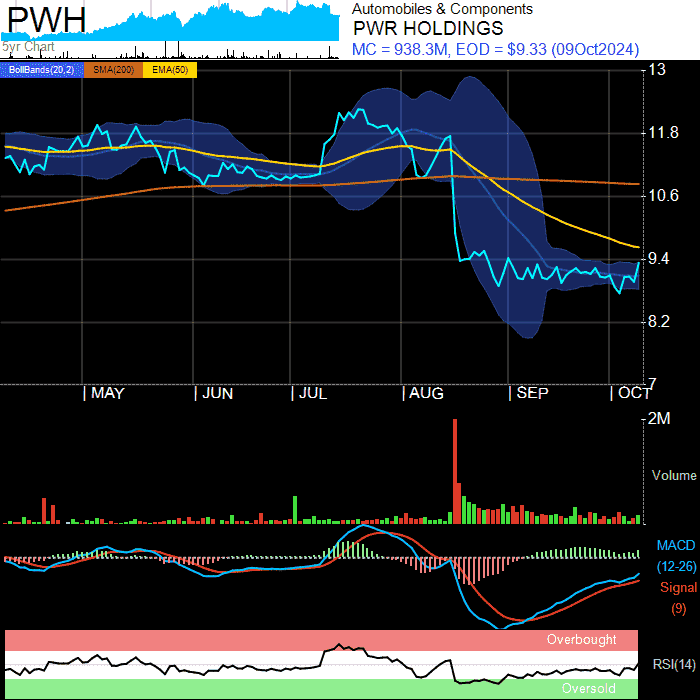 PWH
5yr Chart
Automobiles & Components
PWR HOLDINGS
MC = 938.3M, EOD = $9.33 (09Oct2024)
BollBands(20,2) SMA(200) EMA(50)
13
11.8
10.6
9.4
8.2
7
MAY JUN JUL AUG SEP OCT
2M
Volume
MACD
(12-26)
Signal
(9)
Overbought
RSI(14)
Oversold